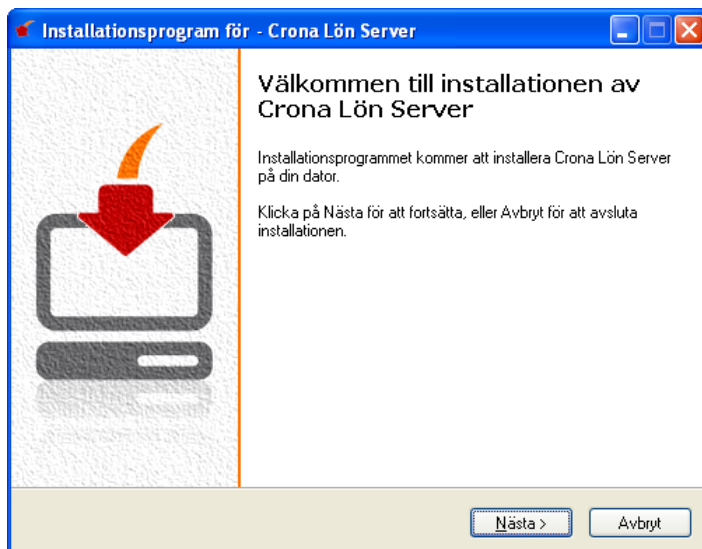 Installationsprogram för - Crona Lön Server
Välkommen till installationen av
Crona Lön Server
Installationsprogrammet kommer att installera Crona Lön Server
på din dator.
Klicka på Nästa för att fortsätta, eller Avbryt för att avsluta
installationen.
Nästa >
Avbryt